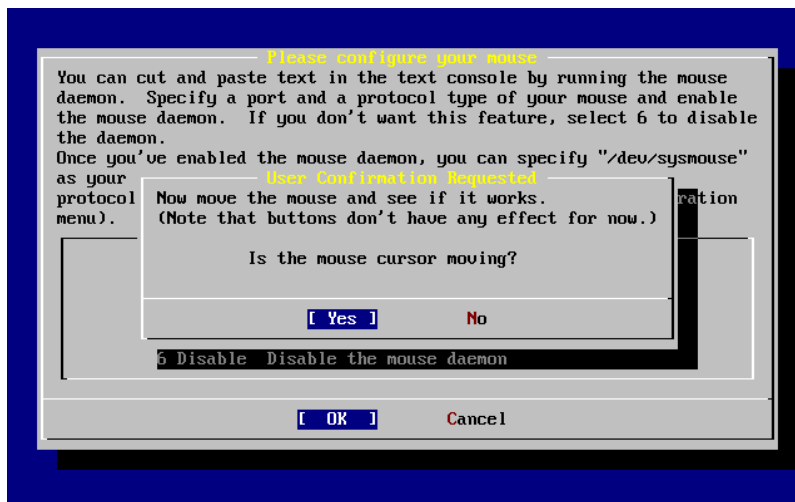 Please configure your mouse
You can cut and paste text in the text console by running the mouse
daemon.  Specify a port and a protocol type of your mouse and enable
the mouse daemon.  If you don't want this feature, select 6 to disable
the daemon.
Once you've enabled the mouse daemon, you can specify "/dev/sysmouse"
as your
User Confirmation Requested
protocol
ration
menu).
Now move the mouse and see if it works.
(Note that buttons don't have any effect for now.)
Is the mouse cursor moving?
[ Yes ]        No
6 Disable  Disable the mouse daemon
[  OK  ]       Cancel